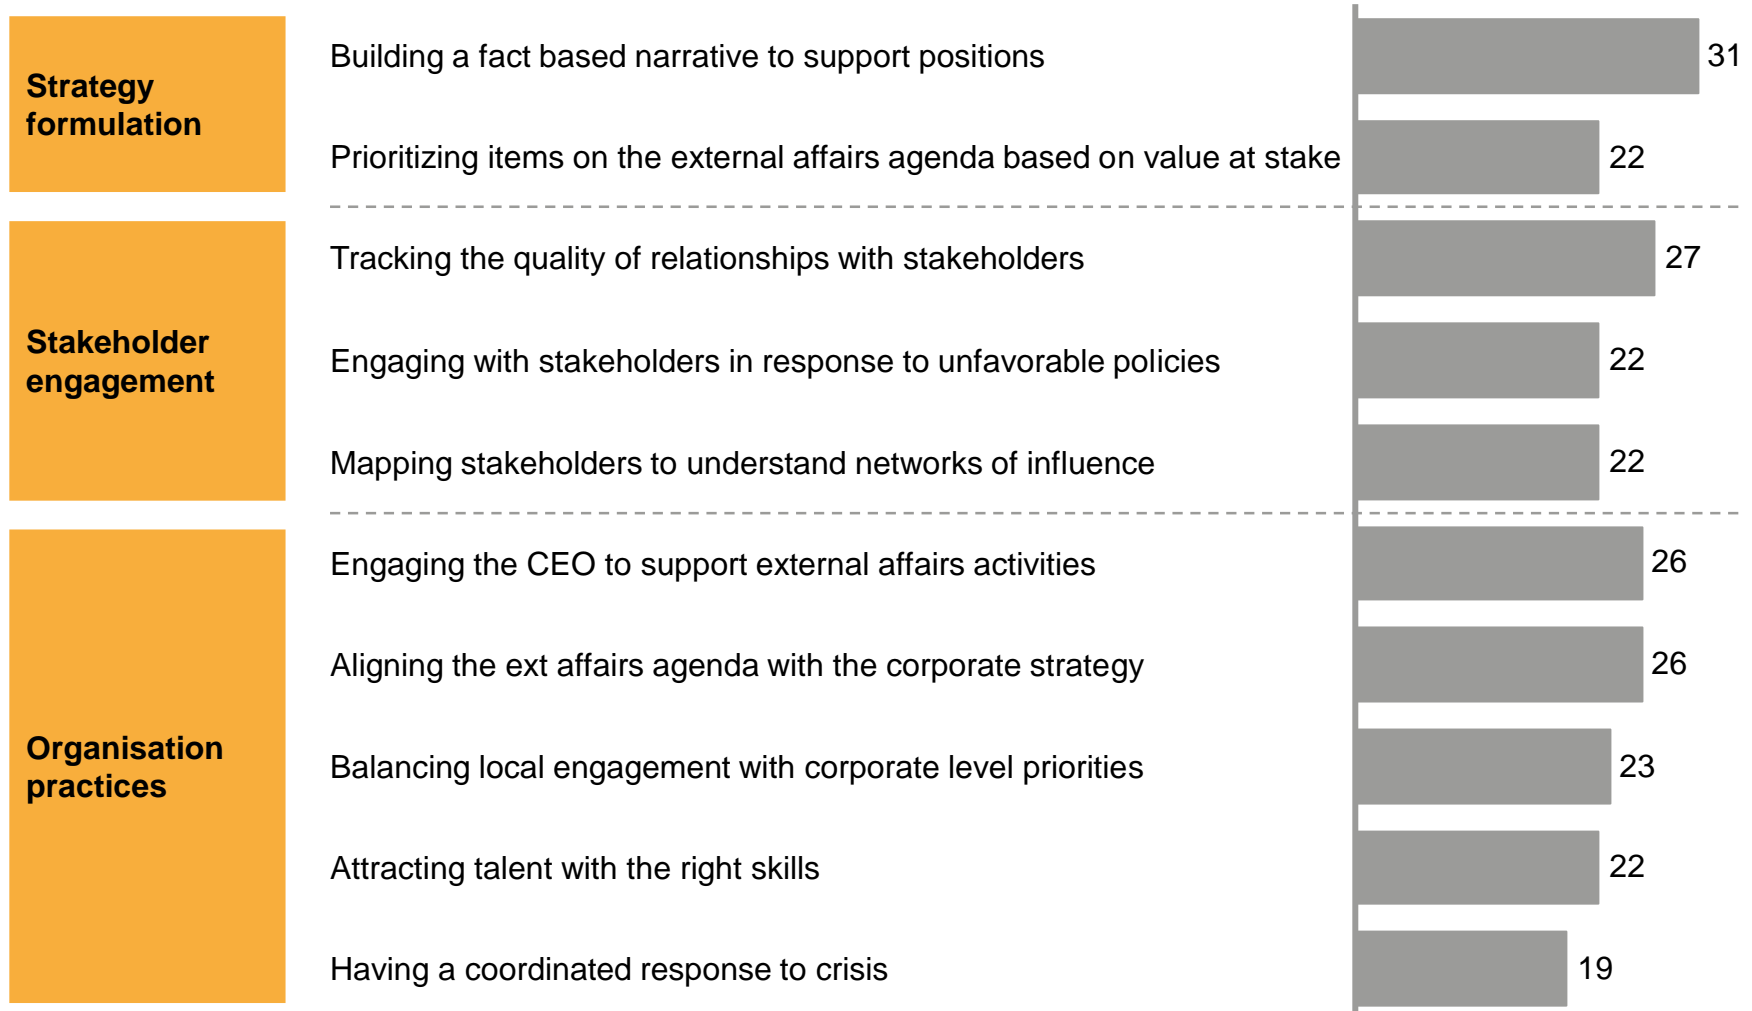 Strategy
formulation
Building a fact based narrative to support positions
31
Prioritizing items on the external affairs agenda based on value at stake
22
Stakeholder
engagement
Tracking the quality of relationships with stakeholders
27
Engaging with stakeholders in response to unfavorable policies
22
Mapping stakeholders to understand networks of influence
22
Organisation
practices
Engaging the CEO to support external affairs activities
26
Aligning the ext affairs agenda with the corporate strategy
26
Balancing local engagement with corporate level priorities
23
Attracting talent with the right skills
22
Having a coordinated response to crisis
19